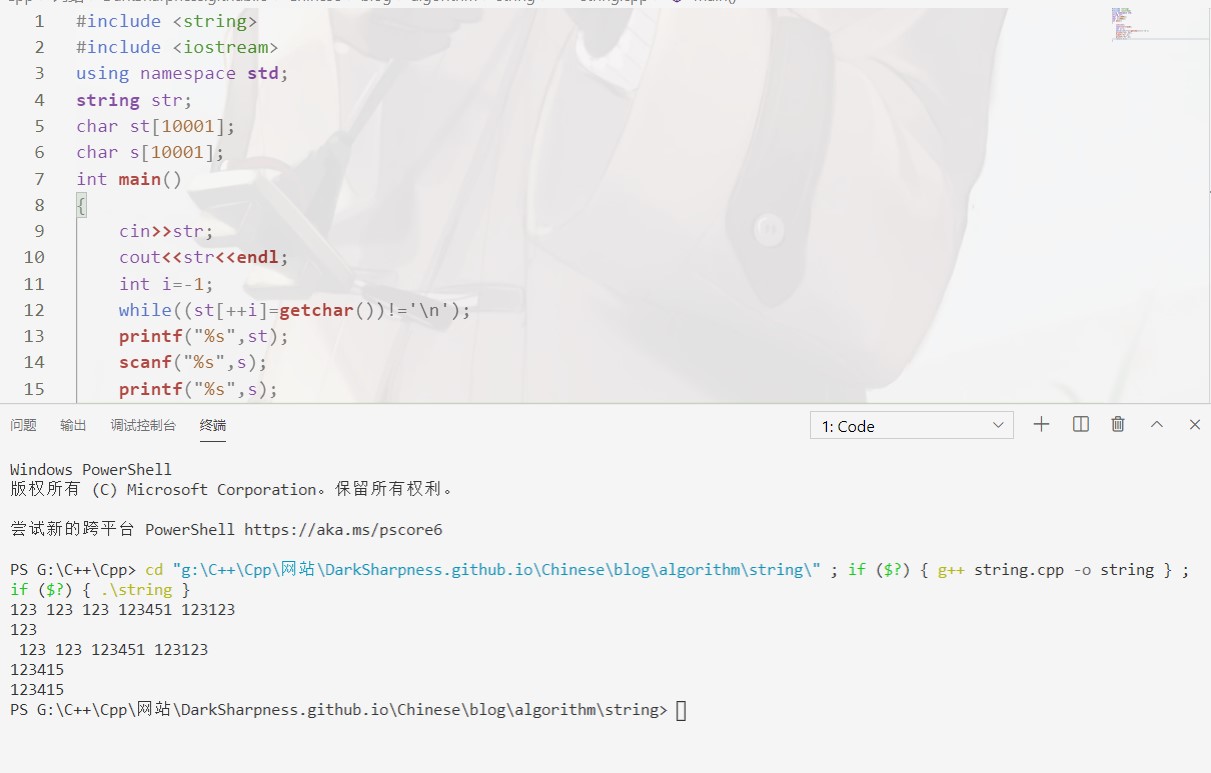 1 #include <string>
2 #include <iostream>
3 using namespace std;
4 string str;
5 char st[10001];
6 char s[10001];
7 int main()
8 {
9 cin>>str;
10 cout<<str<<endl;
11 int i=-1;
12 while((st[++i]=getchar())!='\n');
13 printf("%s",st);
14 scanf("%s",s);
15 printf("%s",s);
问题 输出 调试控制台 终端 1: Code
Windows PowerShell
版权所有 (C) Microsoft Corporation。保留所有权利。
尝试新的跨平台 PowerShell https://aka.ms/pscore6
PS G:\C++\Cpp> cd "g:\C++\Cpp\网站\DarkSharpness.github.io\Chinese\blog\algorithm\string\" ; if ($?) { g++ string.cpp -o string } ;
if ($?) { .\string }
123 123 123 123451 123123
123
 123 123 123451 123123
123415
123415
PS G:\C++\Cpp\网站\DarkSharpness.github.io\Chinese\blog\algorithm\string>